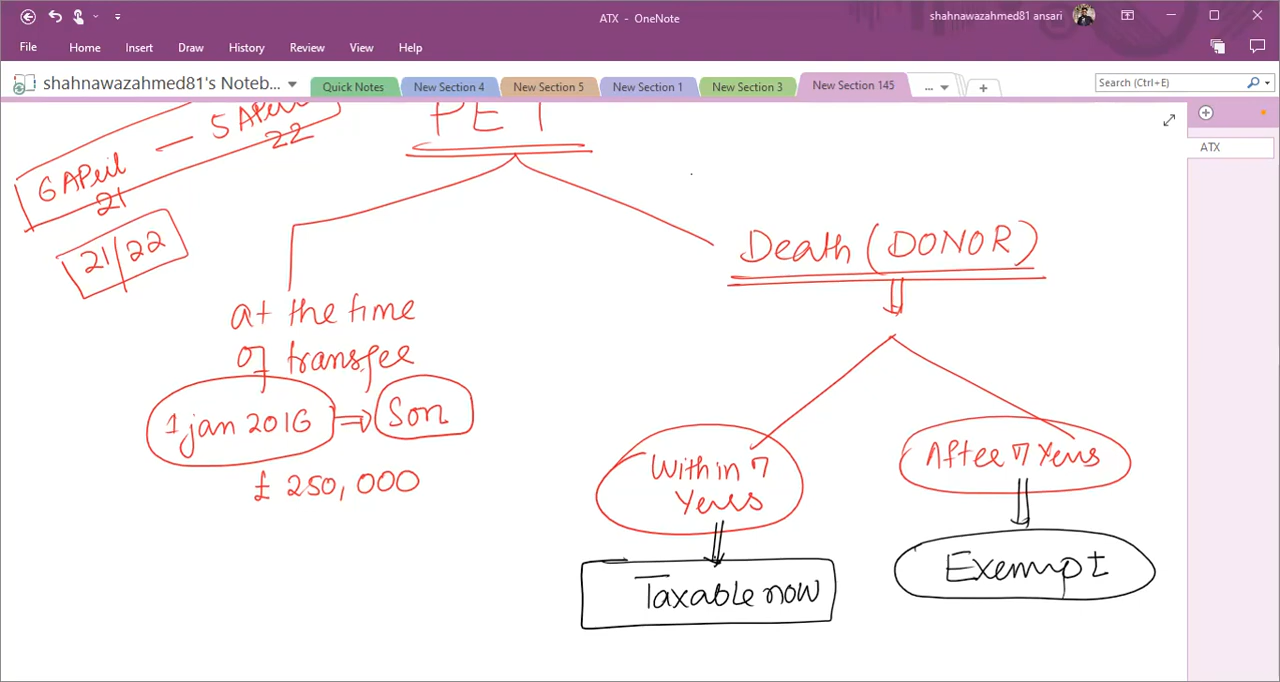 ATX - OneNote
shahnawazahmed81 ansari
File Home Insert Draw History Review View Help
shahnawazahmed81's Noteb... Quick Notes New Section 4 New Section 5 New Section 1 New Section 3 New Section 145 ... Search (Ctrl+E)
ATX
6 APril 21 — 5 APril 22
21/22
PET
at the time
of transfer
1 jan 2016 ⇒ Son
£ 250,000
Death (DONOR)
Within 7
Years
Taxable now
After 7 Years
Exempt